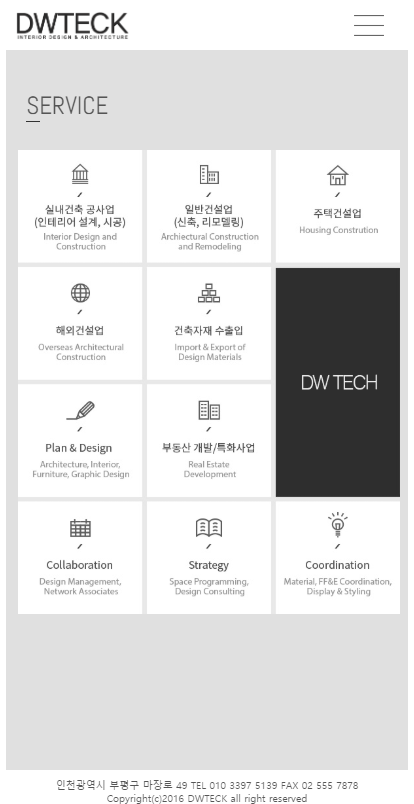 DWTECK
INTERIOR DESIGN & ARCHITECTURE
SERVICE
실내건축 공사업
(인테리어 설계, 시공)
Interior Design and
Construction
일반건설업
(신축, 리모델링)
Archiectural Construction
and Remodeling
주택건설업
Housing Constrution
해외건설업
Overseas Architectural
Construction
건축자재 수출입
Import & Export of
Design Materials
DW TECH
Plan & Design
Architecture, Interior,
Furniture, Graphic Design
부동산 개발/특화사업
Real Estate
Development
Collaboration
Design Management,
Network Associates
Strategy
Space Programming,
Design Consulting
Coordination
Material, FF&E Coordination,
Display & Styling
인천광역시 부평구 마장로 49 TEL 010 3397 5139 FAX 02 555 7878
Copyright(c)2016 DWTECK all right reserved